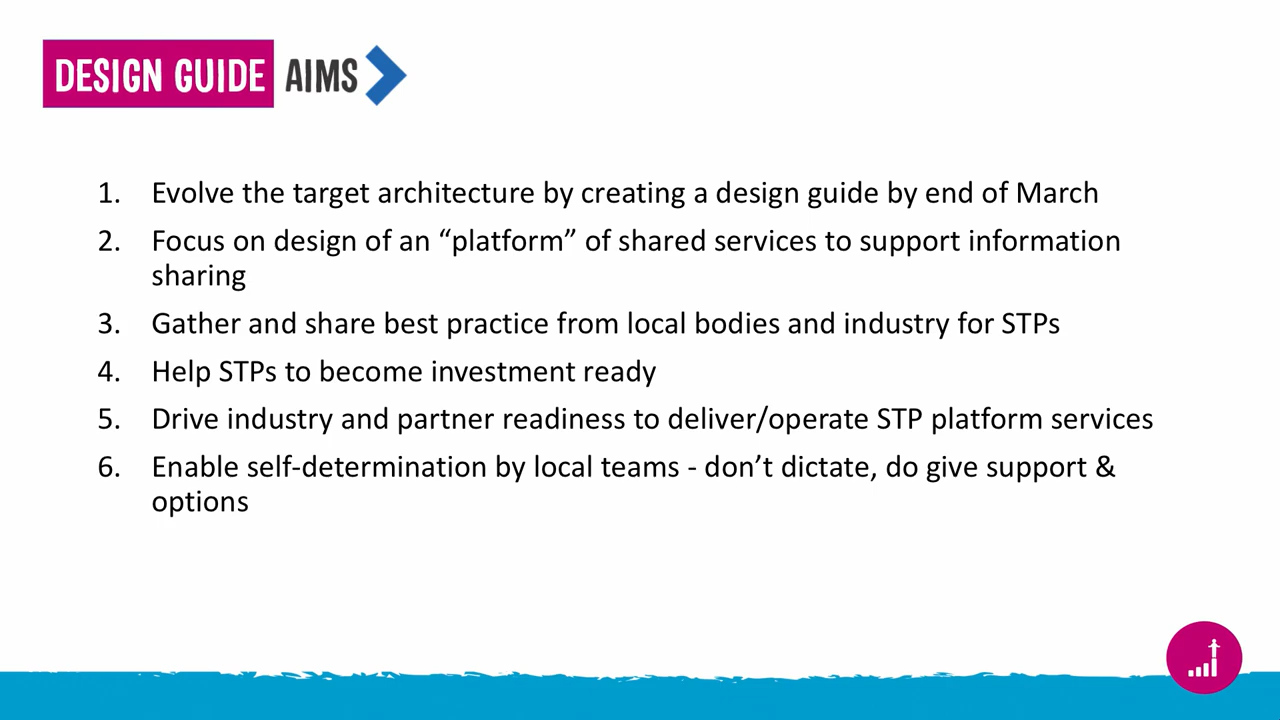 DESIGN GUIDE AIMS
1. Evolve the target architecture by creating a design guide by end of March
2. Focus on design of an “platform” of shared services to support information
sharing
3. Gather and share best practice from local bodies and industry for STPs
4. Help STPs to become investment ready
5. Drive industry and partner readiness to deliver/operate STP platform services
6. Enable self-determination by local teams - don’t dictate, do give support &
options